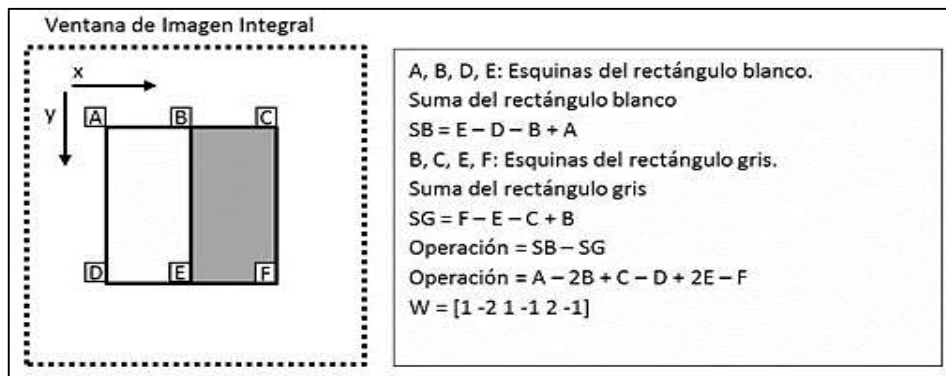 Ventana de Imagen Integral
x
y
A B C
D E F
A, B, D, E: Esquinas del rectángulo blanco.
Suma del rectángulo blanco
SB = E – D – B + A
B, C, E, F: Esquinas del rectángulo gris.
Suma del rectángulo gris
SG = F – E – C + B
Operación = SB – SG
Operación = A – 2B + C – D + 2E – F
W = [1 -2 1 -1 2 -1]